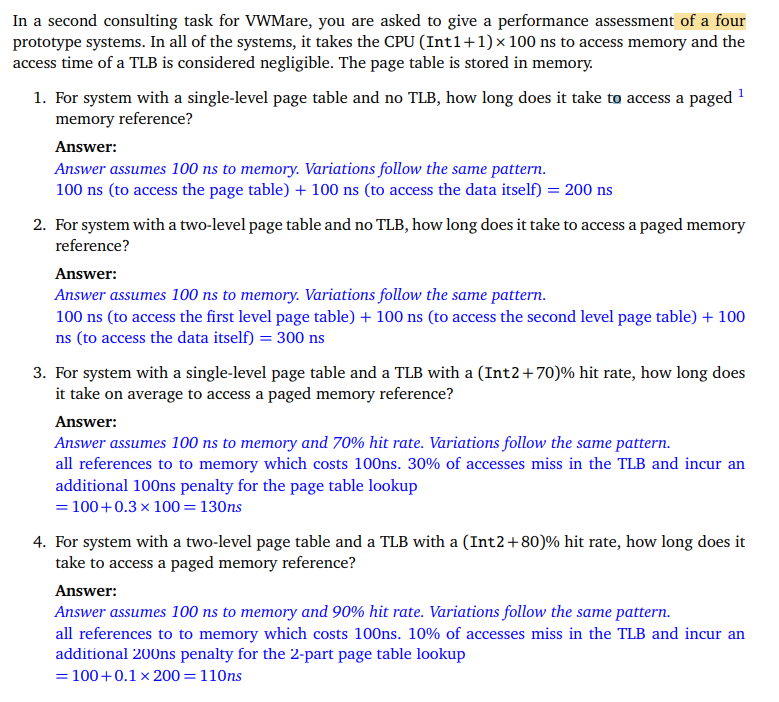 In a second consulting task for VWMare, you are asked to give a performance assessment of a four
prototype systems. In all of the systems, it takes the CPU (Int1+1)×100 ns to access memory and the
access time of a TLB is considered negligible. The page table is stored in memory.
1. For system with a single-level page table and no TLB, how long does it take to access a paged 1
memory reference?
Answer:
Answer assumes 100 ns to memory. Variations follow the same pattern.
100 ns (to access the page table) + 100 ns (to access the data itself) = 200 ns
2. For system with a two-level page table and no TLB, how long does it take to access a paged memory
reference?
Answer:
Answer assumes 100 ns to memory. Variations follow the same pattern.
100 ns (to access the first level page table) + 100 ns (to access the second level page table) + 100
ns (to access the data itself) = 300 ns
3. For system with a single-level page table and a TLB with a (Int2+70)% hit rate, how long does
it take on average to access a paged memory reference?
Answer:
Answer assumes 100 ns to memory and 70% hit rate. Variations follow the same pattern.
all references to to memory which costs 100ns. 30% of accesses miss in the TLB and incur an
additional 100ns penalty for the page table lookup
= 100+0.3×100 = 130ns
4. For system with a two-level page table and a TLB with a (Int2+80)% hit rate, how long does it
take to access a paged memory reference?
Answer:
Answer assumes 100 ns to memory and 90% hit rate. Variations follow the same pattern.
all references to to memory which costs 100ns. 10% of accesses miss in the TLB and incur an
additional 200ns penalty for the 2-part page table lookup
= 100+0.1×200 = 110ns